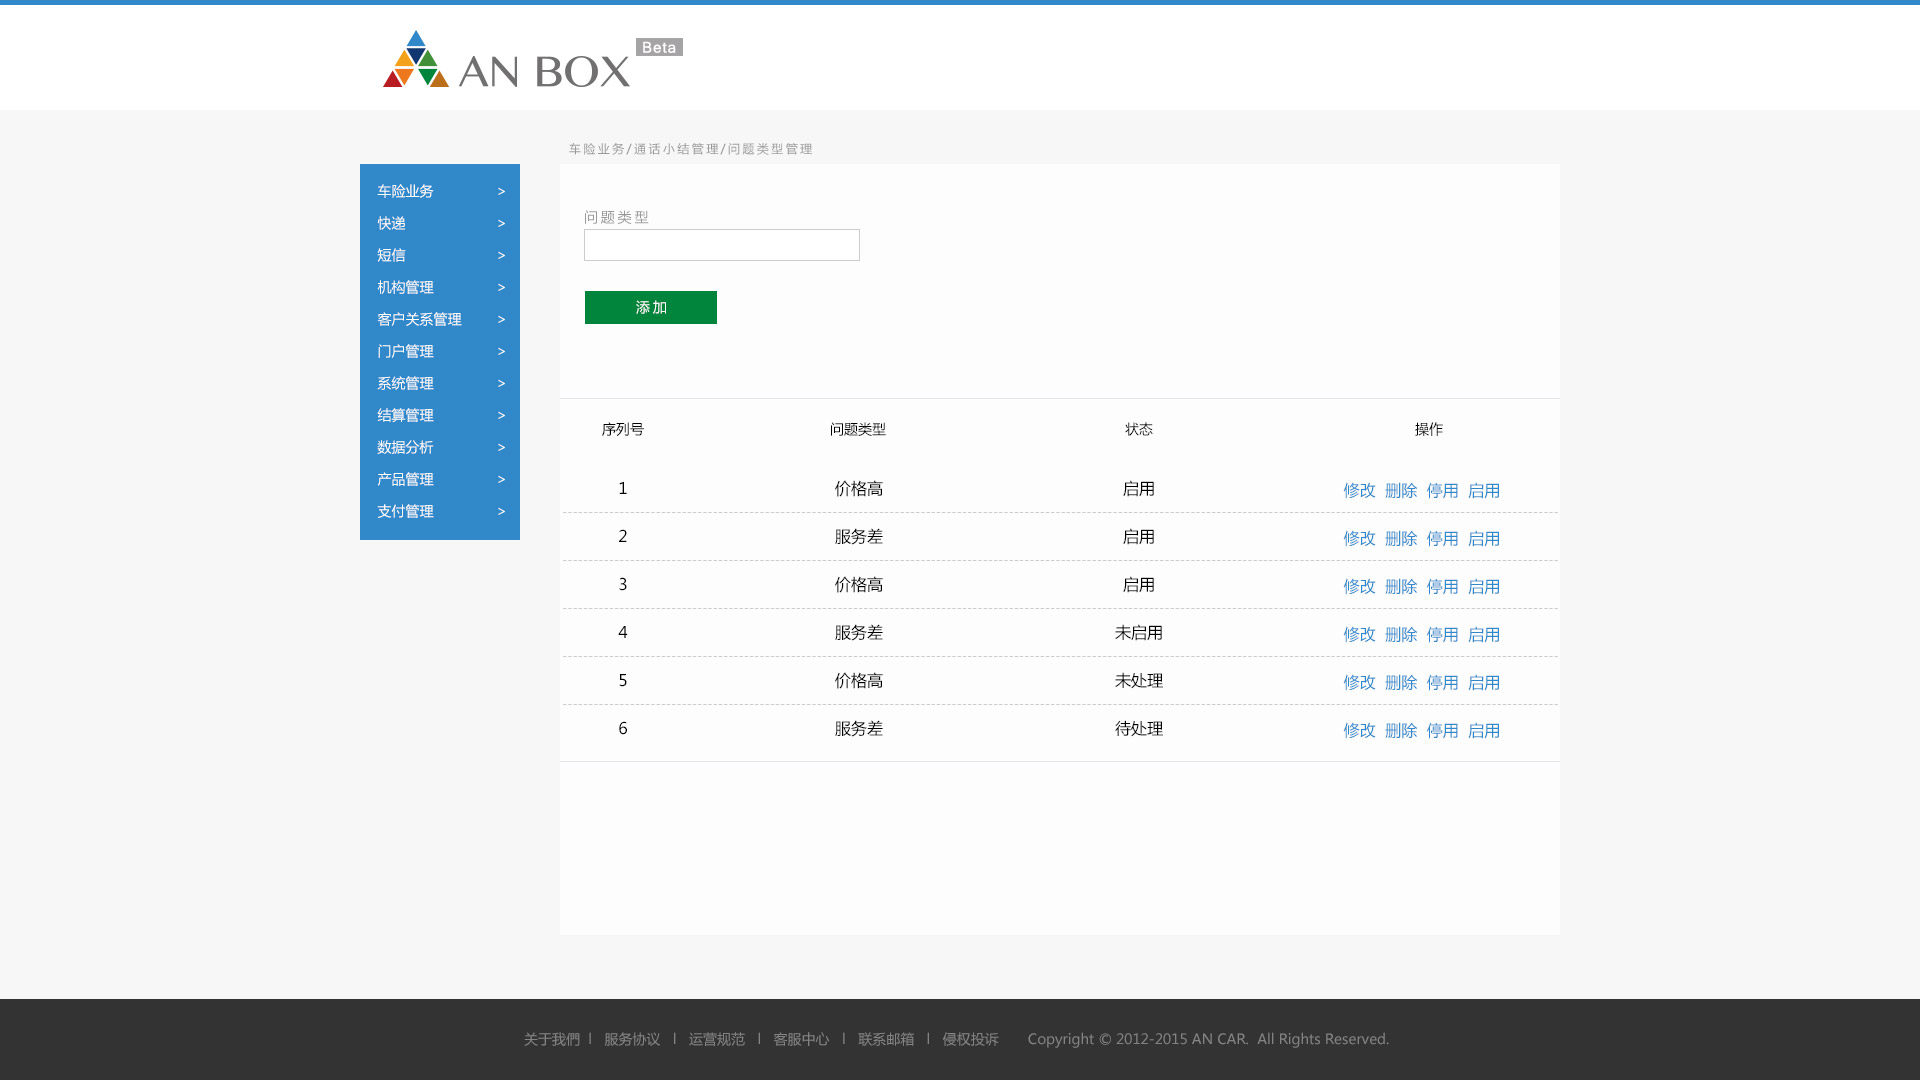 AN BOX Beta
车险业务/通话小结管理/问题类型管理
车险业务 >
快递 >
短信 >
机构管理 >
客户关系管理 >
门户管理 >
系统管理 >
结算管理 >
数据分析 >
产品管理 >
支付管理 >
问题类型
添加
序列号 问题类型 状态 操作
1 价格高 启用 修改 删除 停用 启用
2 服务差 启用 修改 删除 停用 启用
3 价格高 启用 修改 删除 停用 启用
4 服务差 未启用 修改 删除 停用 启用
5 价格高 未处理 修改 删除 停用 启用
6 服务差 待处理 修改 删除 停用 启用
关于我們 | 服务协议 | 运营规范 | 客服中心 | 联系邮箱 | 侵权投诉 Copyright © 2012-2015 AN CAR. All Rights Reserved.